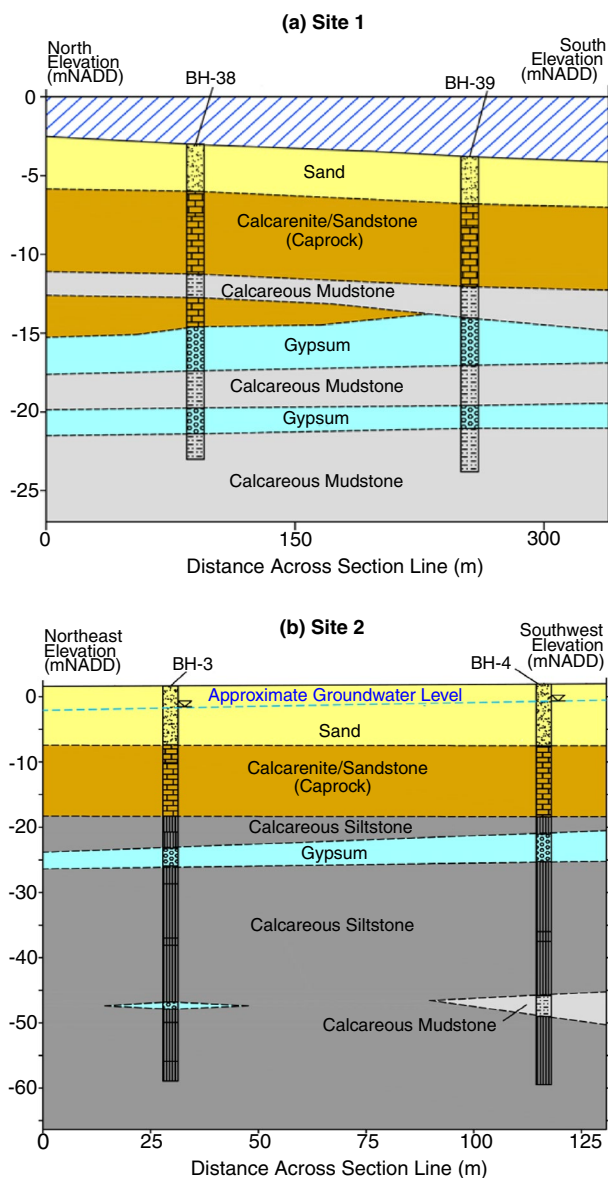 (a) Site 1
North
Elevation
(mNADD)
South
Elevation
(mNADD)
BH-38
BH-39
0
-5
-10
-15
-20
-25
Sand
Calcarenite/Sandstone
(Caprock)
Calcareous Mudstone
Gypsum
Calcareous Mudstone
Gypsum
Calcareous Mudstone
0
150
300
Distance Across Section Line (m)
(b) Site 2
Northeast
Elevation
(mNADD)
Southwest
Elevation
(mNADD)
BH-3
BH-4
0
-10
-20
-30
-40
-50
-60
Approximate Groundwater Level
Sand
Calcarenite/Sandstone
(Caprock)
Calcareous Siltstone
Gypsum
Calcareous Siltstone
Calcareous Mudstone
0
25
50
75
100
125
Distance Across Section Line (m)